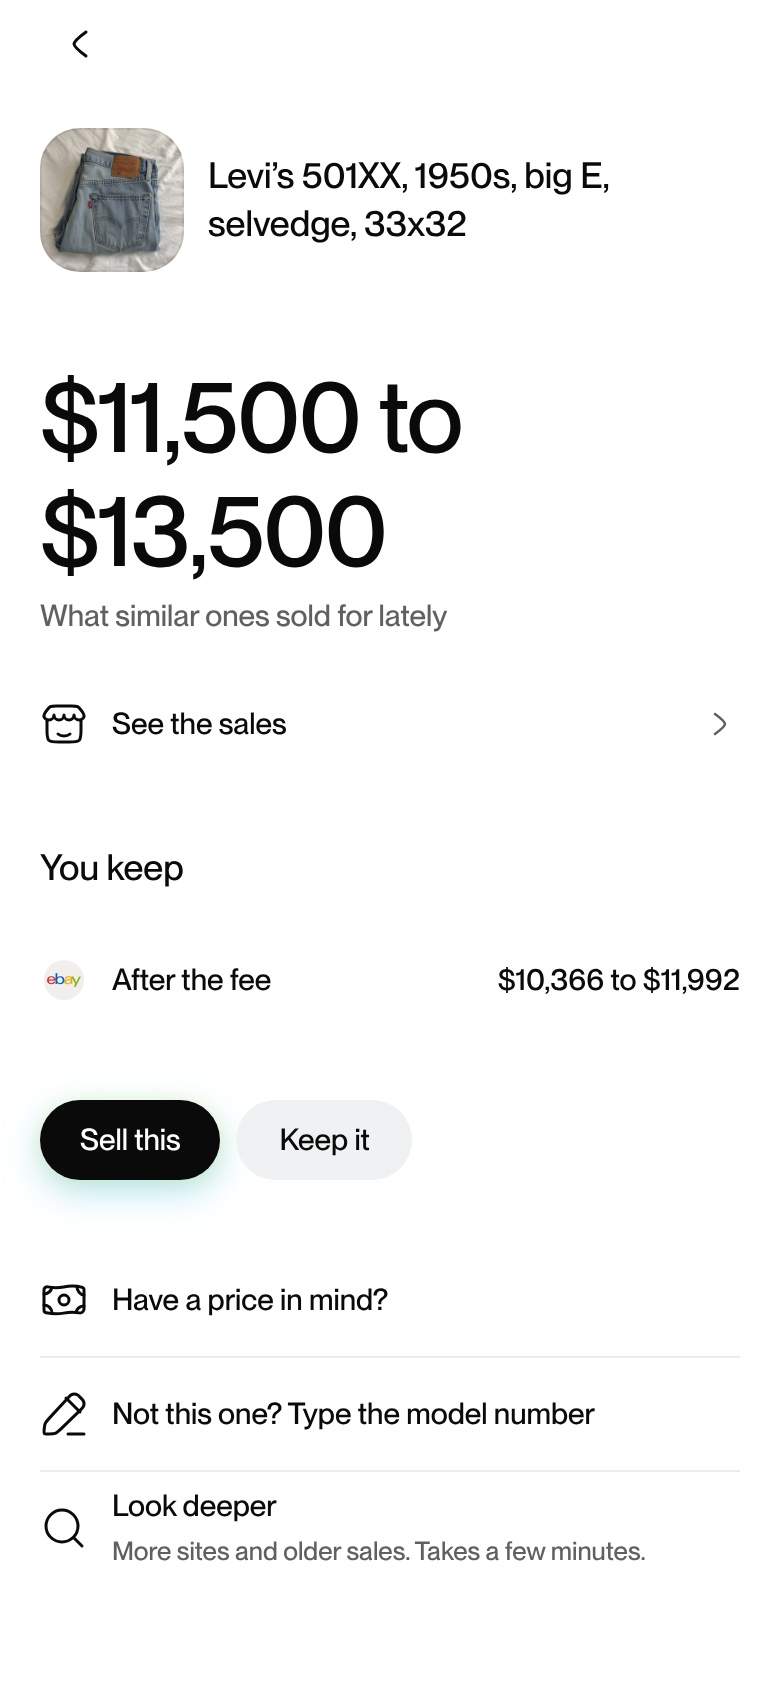 Levi’s 501XX, 1950s, big E,
selvedge, 33x32
$11,500 to
$13,500
What similar ones sold for lately
See the sales
You keep
ebay
After the fee
$10,366 to $11,992
Sell this
Keep it
Have a price in mind?
Not this one? Type the model number
Look deeper
More sites and older sales. Takes a few minutes.